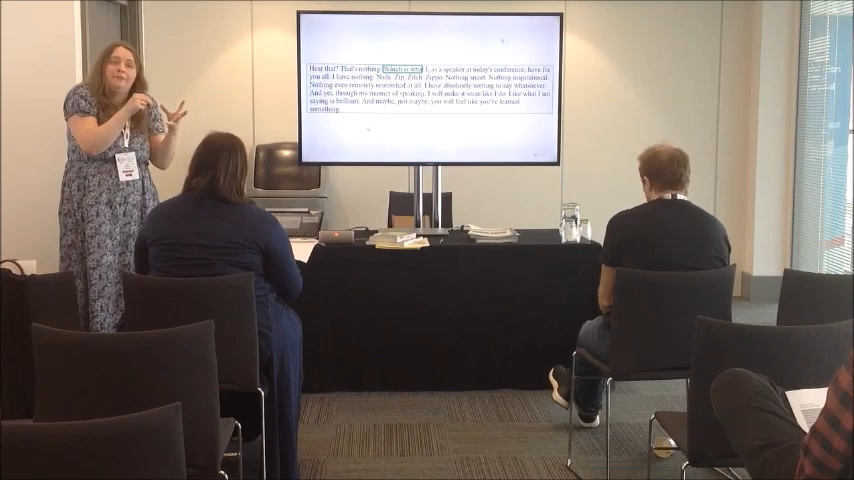 Hear that? That's nothing. Which is what I, as a speaker at today's conference, have for
you all. I have nothing. Nada. Zip. Zilch. Zippo. Nothing smart. Nothing inspirational.
Nothing even remotely researched at all. I have absolutely nothing to say whatsoever.
And yet, through my manner of speaking, I will make it seem like I do. Like what I am
saying is brilliant. And maybe, just maybe, you will feel like you've learned
something.